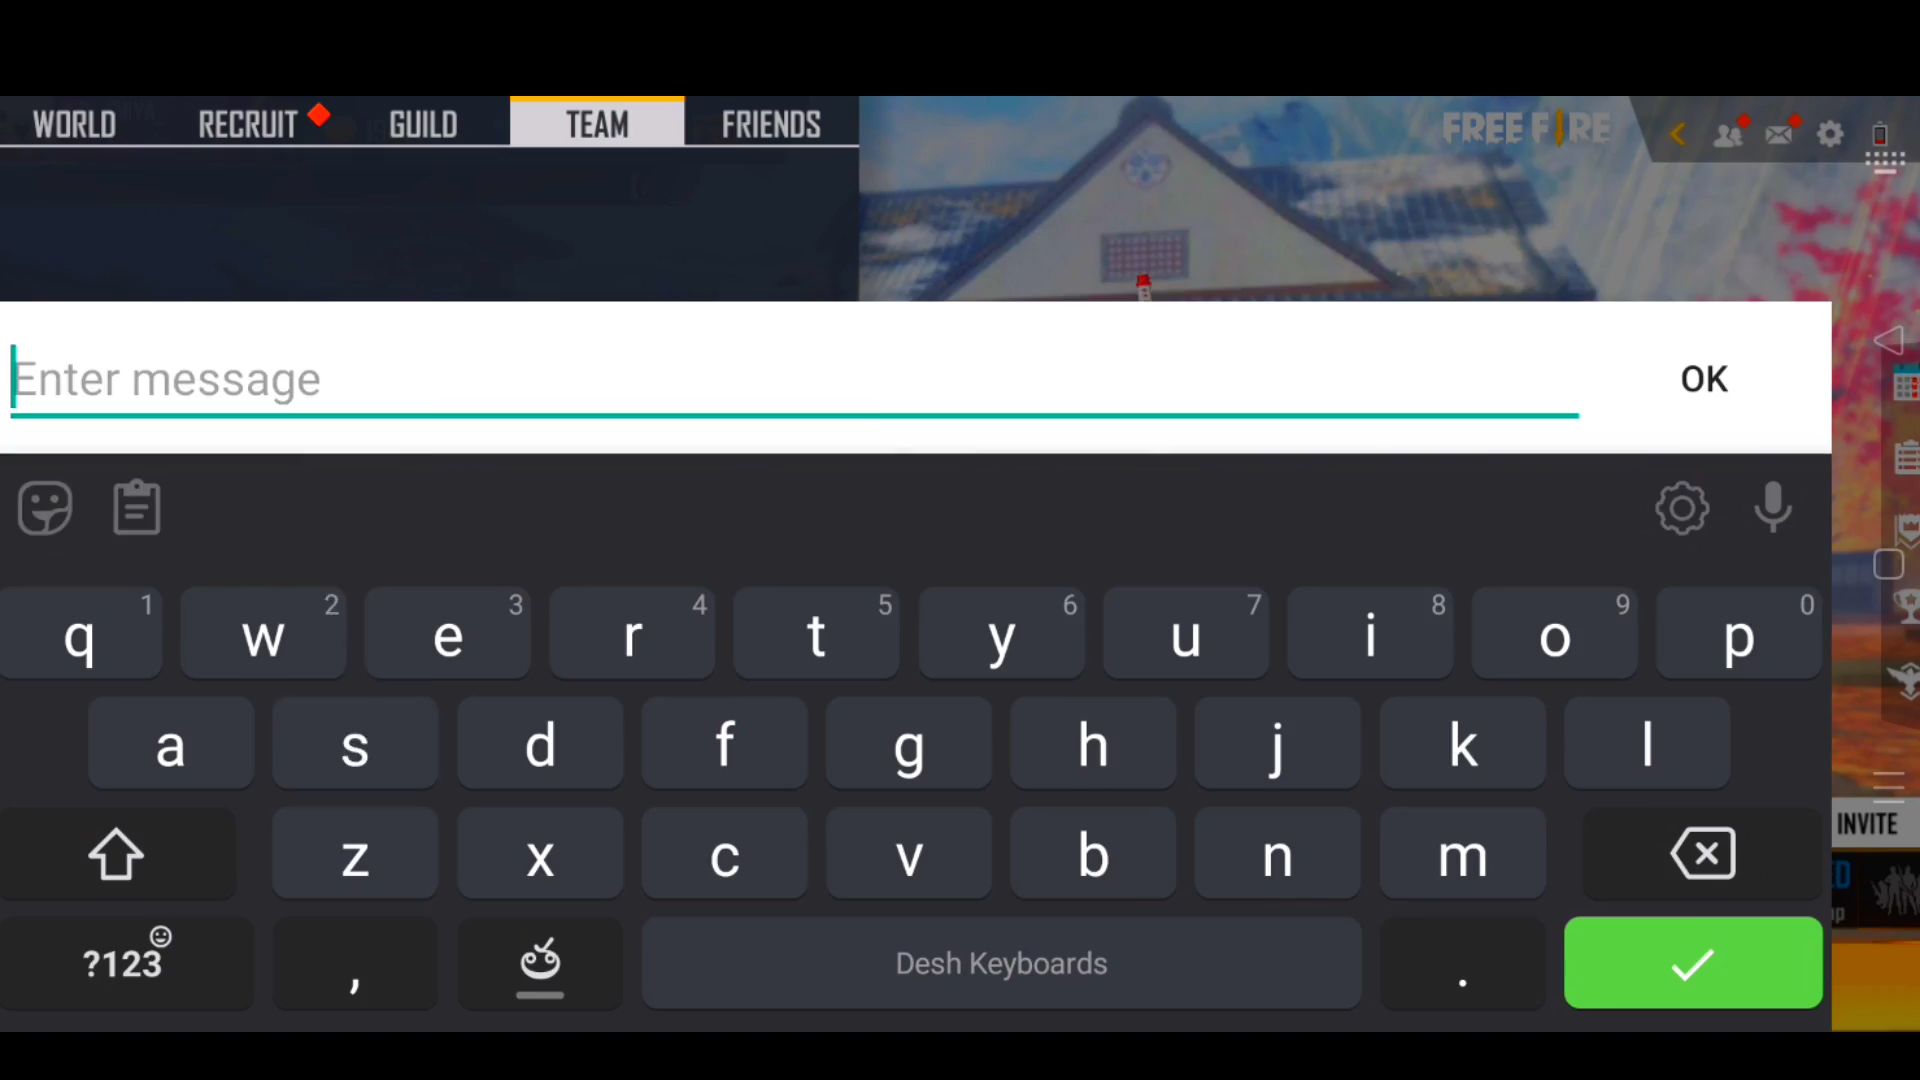 WORLD RECRUIT GUILD TEAM FRIENDS FREE FIRE
Enter message OK
q 1 w 2 e 3 r 4 t 5 y 6 u 7 i 8 o 9 p 0
a s d f g h j k l
z x c v b n m INVITE
?123 , Desh Keyboards .